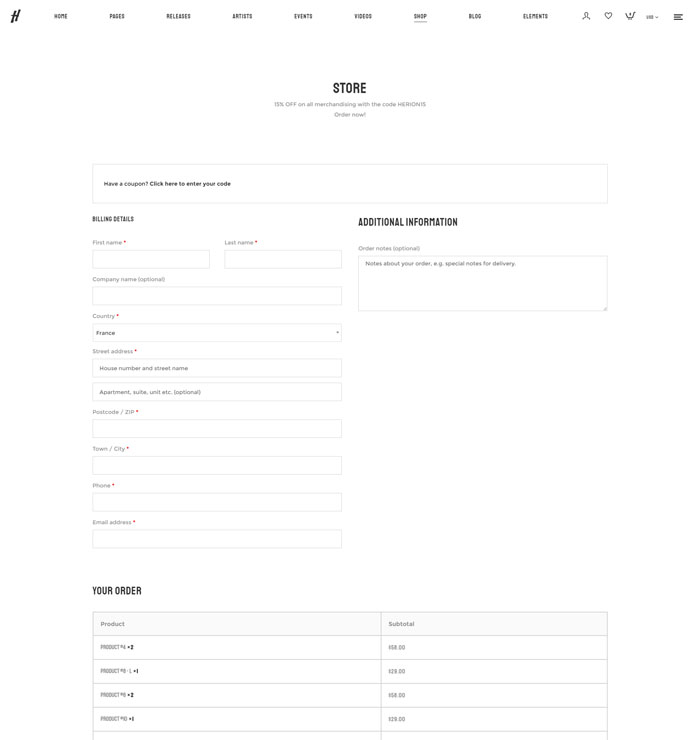 H
HOME PAGES RELEASES ARTISTS EVENTS VIDEOS SHOP BLOG ELEMENTS USD
STORE
15% OFF on all merchandising with the code HERION15
Order now!
Have a coupon? Click here to enter your code
BILLING DETAILS
First name * Last name *
Company name (optional)
Country *
France
Street address *
House number and street name
Apartment, suite, unit etc. (optional)
Postcode / ZIP *
Town / City *
Phone *
Email address *
ADDITIONAL INFORMATION
Order notes (optional)
Notes about your order, e.g. special notes for delivery.
YOUR ORDER
Product Subtotal
PRODUCT #4 ×2 $58.00
PRODUCT #8 - L ×1 $29.00
×2 $58.00
PRODUCT #10 ×1 $29.00